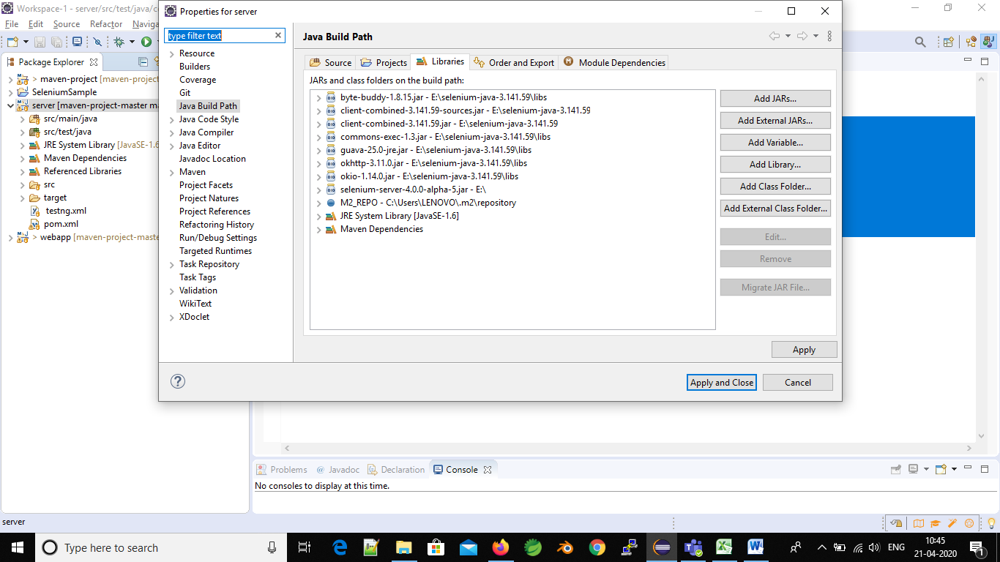 Workspace-1 - server/src/test/java/c
File Edit Source Refactor Naviga
Package Explorer
> maven-project [maven-project
SeleniumSample
server [maven-project-master ma
src/main/java
src/test/java
JRE System Library [JavaSE-1.6
Maven Dependencies
Referenced Libraries
src
target
testng.xml
pom.xml
> webapp [maven-project-maste
Properties for server
type filter text
Resource
Builders
Coverage
Git
Java Build Path
Java Code Style
Java Compiler
Java Editor
Javadoc Location
Maven
Project Facets
Project Natures
Project References
Refactoring History
Run/Debug Settings
Targeted Runtimes
Task Repository
Task Tags
Validation
WikiText
XDoclet
Java Build Path
Source Projects Libraries Order and Export Module Dependencies
JARs and class folders on the build path:
byte-buddy-1.8.15.jar - E:\selenium-java-3.141.59\libs
client-combined-3.141.59-sources.jar - E:\selenium-java-3.141.59
client-combined-3.141.59.jar - E:\selenium-java-3.141.59
commons-exec-1.3.jar - E:\selenium-java-3.141.59\libs
guava-25.0-jre.jar - E:\selenium-java-3.141.59\libs
okhttp-3.11.0.jar - E:\selenium-java-3.141.59\libs
okio-1.14.0.jar - E:\selenium-java-3.141.59\libs
selenium-server-4.0.0-alpha-5.jar - E:\
M2_REPO - C:\Users\LENOVO\.m2\repository
JRE System Library [JavaSE-1.6]
Maven Dependencies
Add JARs...
Add External JARs...
Add Variable...
Add Library...
Add Class Folder...
Add External Class Folder...
Edit...
Remove
Migrate JAR File...
Apply
Apply and Close Cancel
Problems @ Javadoc Declaration Console
No consoles to display at this time.
server
Type here to search
ENG
10:45
21-04-2020
1